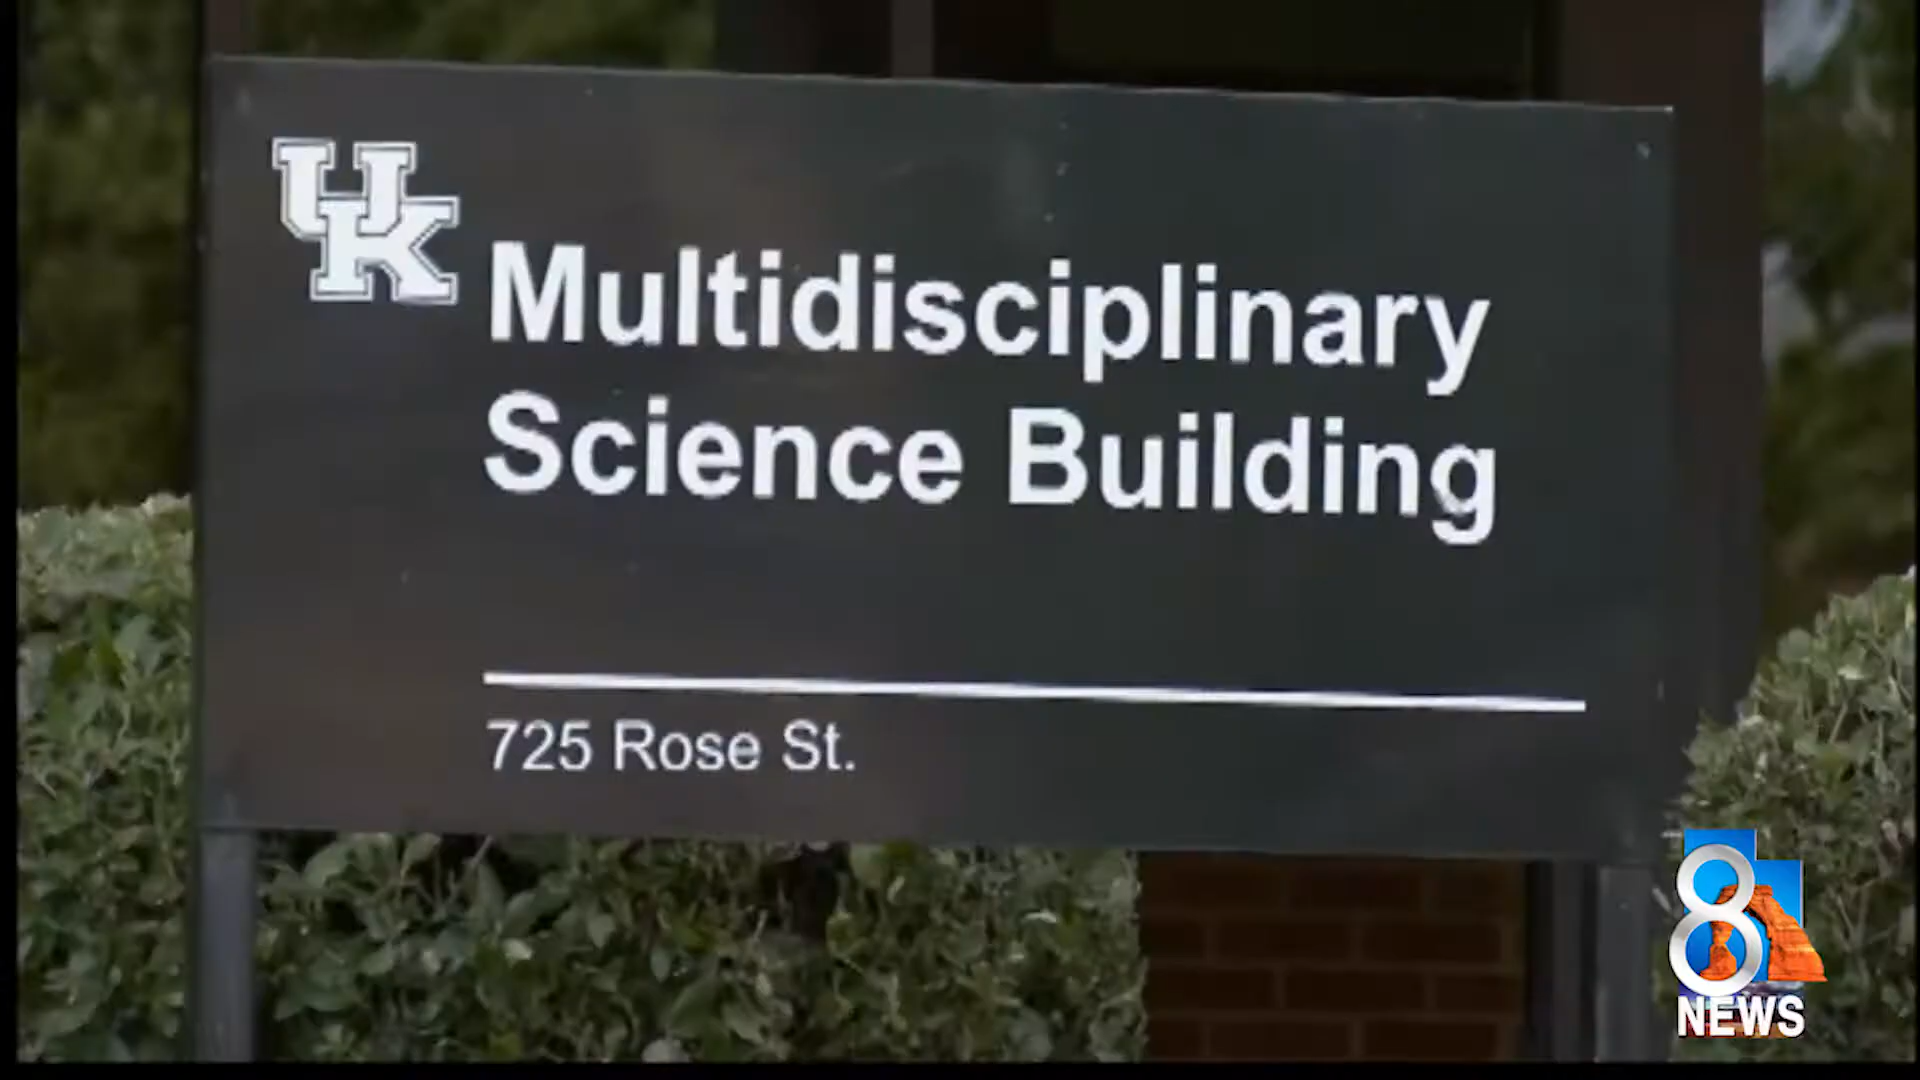 UK
Multidisciplinary
Science Building
725 Rose St.
8
NEWS